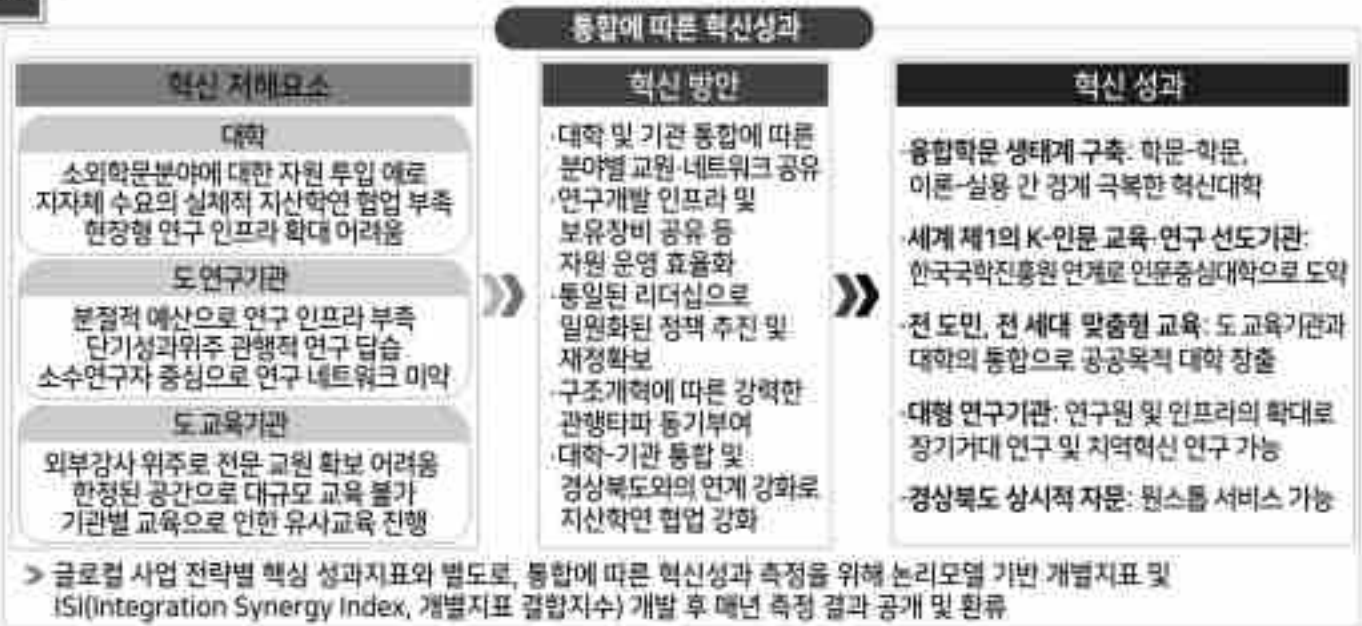 통합에 따른 혁신성과
혁신 저해요소
대학
소외학문분야에 대한 자원 투입 애로
지자체 수요의 실체적 지산학연 협업 부족
현장형 연구 인프라 확대 어려움
도 연구기관
분절적 예산으로 연구 인프라 부족
단기성과위주 관행적 연구 답습
소수연구자 중심으로 연구 네트워크 미약
도 교육기관
외부강사 위주로 전문 교원 확보 어려움
한정된 공간으로 대규모 교육 불가
기관별 교육으로 인한 유사교육 진행
혁신 방안
·대학 및 기관 통합에 따른
분야별 교원·네트워크 공유
·연구개발 인프라 및
보유장비 공유 등
자원 운영 효율화
·통일된 리더십으로
일원화된 정책 추진 및
재정확보
·구조개혁에 따른 강력한
관행타파 동기부여
·대학-기관 통합 및
경상북도와의 연계 강화로
지산학연 협업 강화
혁신 성과
·융합학문 생태계 구축: 학문-학문,
이론-실용 간 경계 극복한 혁신대학
·세계 제1의 K-인문 교육·연구 선도기관:
한국국학진흥원 연계로 인문중심대학으로 도약
·전 도민, 전 세대 맞춤형 교육: 도 교육기관과
대학의 통합으로 공공목적 대학 창출
·대형 연구기관: 연구원 및 인프라의 확대로
장기거대 연구 및 지역혁신 연구 가능
·경상북도 상시적 자문: 원스톱 서비스 가능
> 글로컬 사업 전략별 핵심 성과지표와 별도로, 통합에 따른 혁신성과 측정을 위해 논리모델 기반 개별지표 및
ISI(Integration Synergy Index, 개별지표 결합지수) 개발 후 매년 측정 결과 공개 및 환류